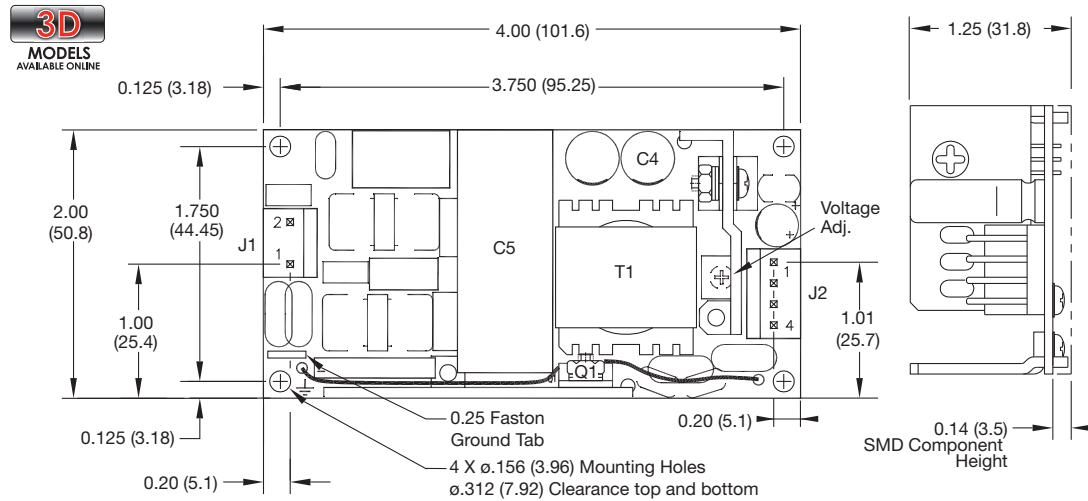 3D
MODELS
AVAILABLE ONLINE
4.00 (101.6)
1.25 (31.8)
0.125 (3.18)
3.750 (95.25)
C4
2.00
(50.8)
1.750
(44.45)
Voltage
Adj.
J1
2
1
C5
T1
1
J2
4
1.00
(25.4)
1.01
(25.7)
Q1
0.125 (3.18)
0.25 Faston
Ground Tab
0.20 (5.1)
0.14 (3.5)
SMD Component
Height
0.20 (5.1)
4 X ø.156 (3.96) Mounting Holes
ø.312 (7.92) Clearance top and bottom